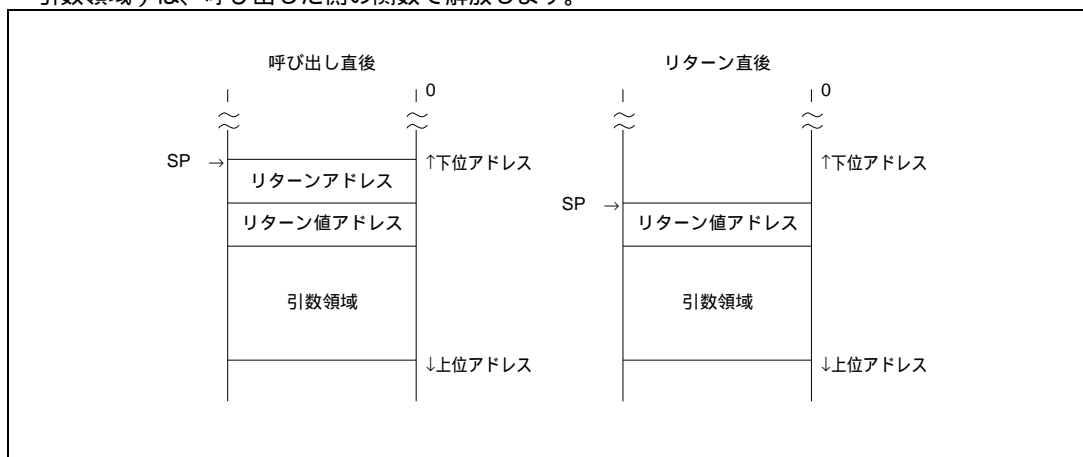 引数領域）は、呼び出した側の関数で解放します。
呼び出し直後
リターン直後
0
0
SP →
↑下位アドレス
↑下位アドレス
リターンアドレス
SP →
リターン値アドレス
リターン値アドレス
引数領域
引数領域
↓上位アドレス
↓上位アドレス